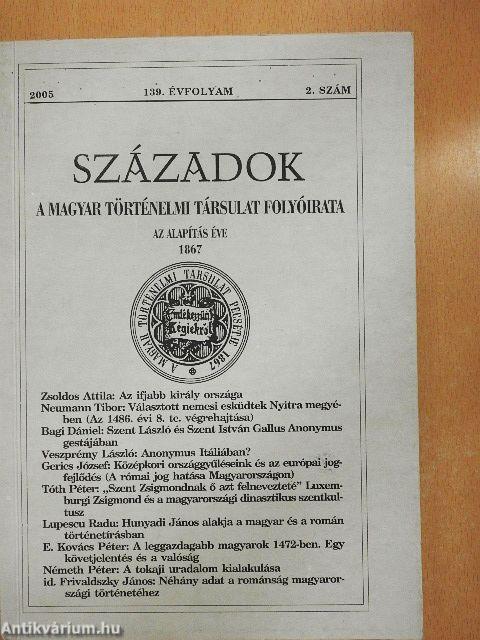 2005 139. ÉVFOLYAM 2. SZÁM
SZÁZADOK
A MAGYAR TÖRTÉNELMI TÁRSULAT FOLYÓIRATA
AZ ALAPÍTÁS ÉVE
1867
A MAGYAR TÖRTÉNELMI TÁRSULAT PECSÉTJE 1867
Emlékezzünk
Régiekről
Zsoldos Attila: Az ifjabb király országa
Neumann Tibor: Választott nemesi esküdtek Nyitra megyé-
ben (Az 1486. évi 8. tc. végrehajtása)
Bagi Dániel: Szent László és Szent István Gallus Anonymus
gestájában
Veszprémy László: Anonymus Itáliában?
Gerics József: Középkori országgyűléseink és az európai jog-
fejlődés (A római jog hatása Magyarországon)
Tóth Péter: „Szent Zsigmondnak ő azt felnevezteté” Luxem-
burgi Zsigmond és a magyarországi dinasztikus szentkul-
tusz
Lupescu Radu: Hunyadi János alakja a magyar és a román
történetírásban
E. Kovács Péter: A leggazdagabb magyarok 1472-ben. Egy
követjelentés és a valóság
Németh Péter: A tokaji uradalom kialakulása
id. Frivaldszky János: Néhány adat a románság magyaror-
szági történetéhez
Antikvárium.hu